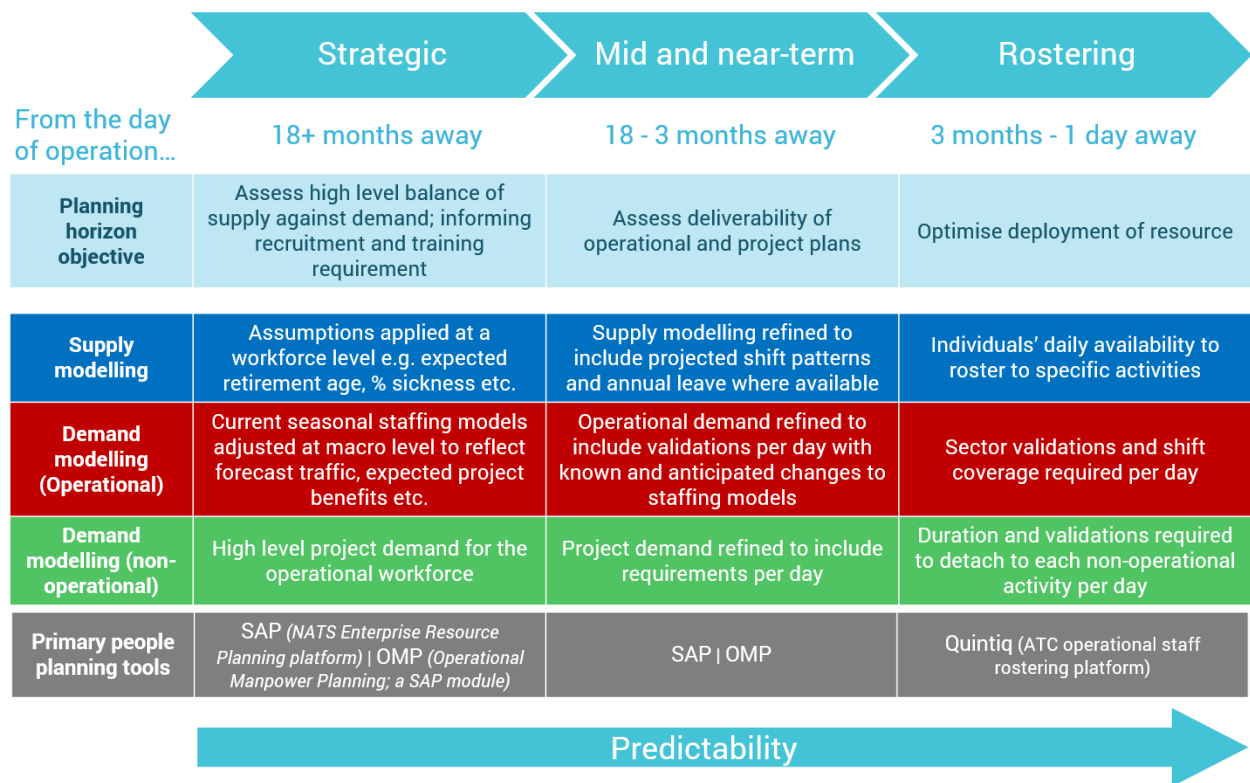 Strategic
Mid and near-term
Rostering
From the day
of operation…
18+ months away
18 - 3 months away
3 months - 1 day away
Planning
horizon
objective
Assess high level balance of
supply against demand; informing
recruitment and training
requirement
Assess deliverability of
operational and project plans
Optimise deployment of resource
Supply
modelling
Assumptions applied at a
workforce level e.g. expected
retirement age, % sickness etc.
Supply modelling refined to
include projected shift patterns
and annual leave where available
Individuals’ daily availability to
roster to specific activities
Demand
modelling
(Operational)
Current seasonal staffing models
adjusted at macro level to reflect
forecast traffic, expected project
benefits etc.
Operational demand refined to
include validations per day with
known and anticipated changes to
staffing models
Sector validations and shift
coverage required per day
Demand
modelling (non-
operational)
High level project demand for the
operational workforce
Project demand refined to include
requirements per day
Duration and validations required
to detach to each non-operational
activity per day
Primary people
planning tools
SAP (NATS Enterprise Resource
Planning platform) | OMP (Operational
Manpower Planning; a SAP module)
SAP | OMP
Quintiq (ATC operational staff
rostering platform)
Predictability